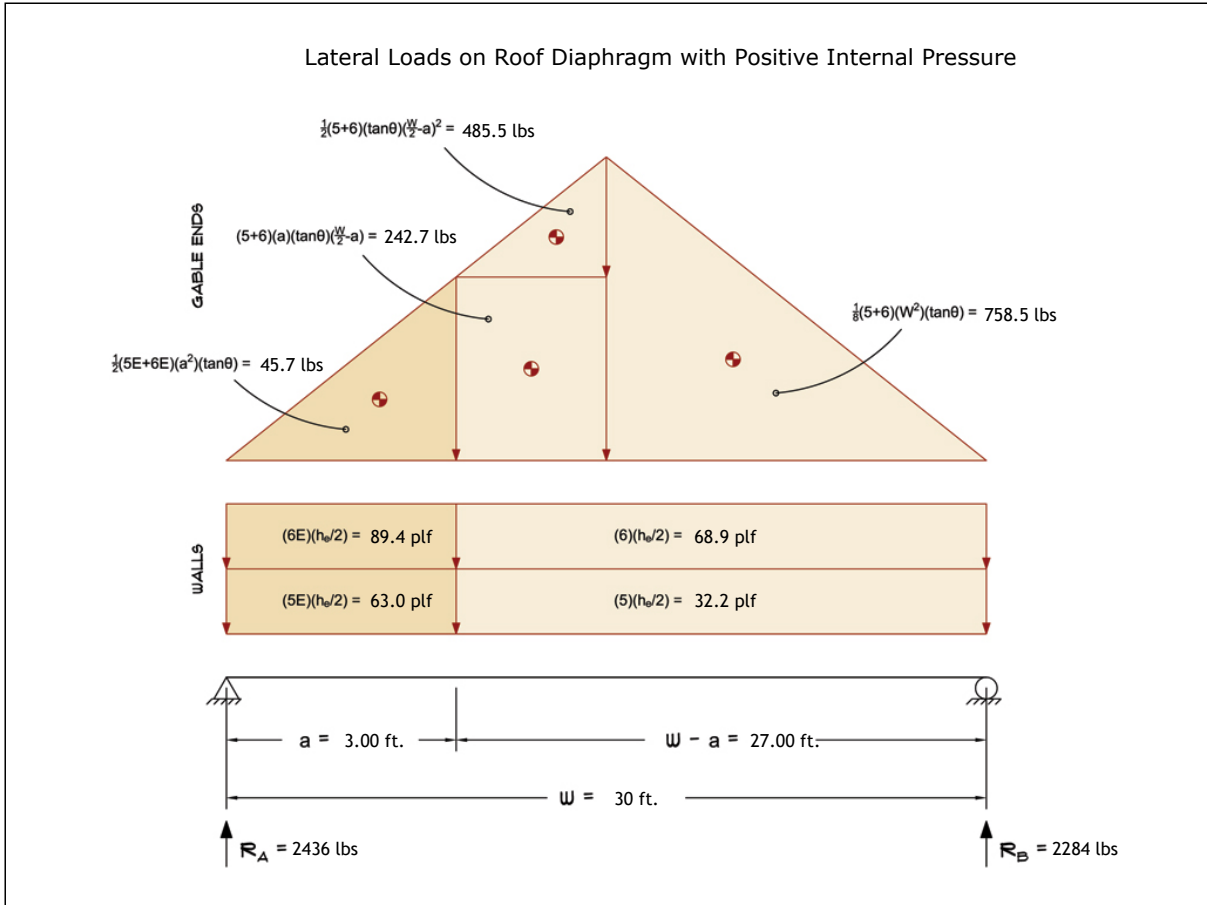 Lateral Loads on Roof Diaphragm with Positive Internal Pressure
½(5+6)(tanθ)(W/2-a)² = 485.5 lbs
GABLE ENDS
(5+6)(a)(tanθ)(W/2-a) = 242.7 lbs
⅛(5+6)(W²)(tanθ) = 758.5 lbs
½(5E+6E)(a²)(tanθ) = 45.7 lbs
WALLS
(6E)(hₑ/2) = 89.4 plf (6)(hₑ/2) = 68.9 plf
(5E)(hₑ/2) = 63.0 plf (5)(hₑ/2) = 32.2 plf
a = 3.00 ft. W - a = 27.00 ft.
W = 30 ft.
R_A = 2436 lbs R_B = 2284 lbs